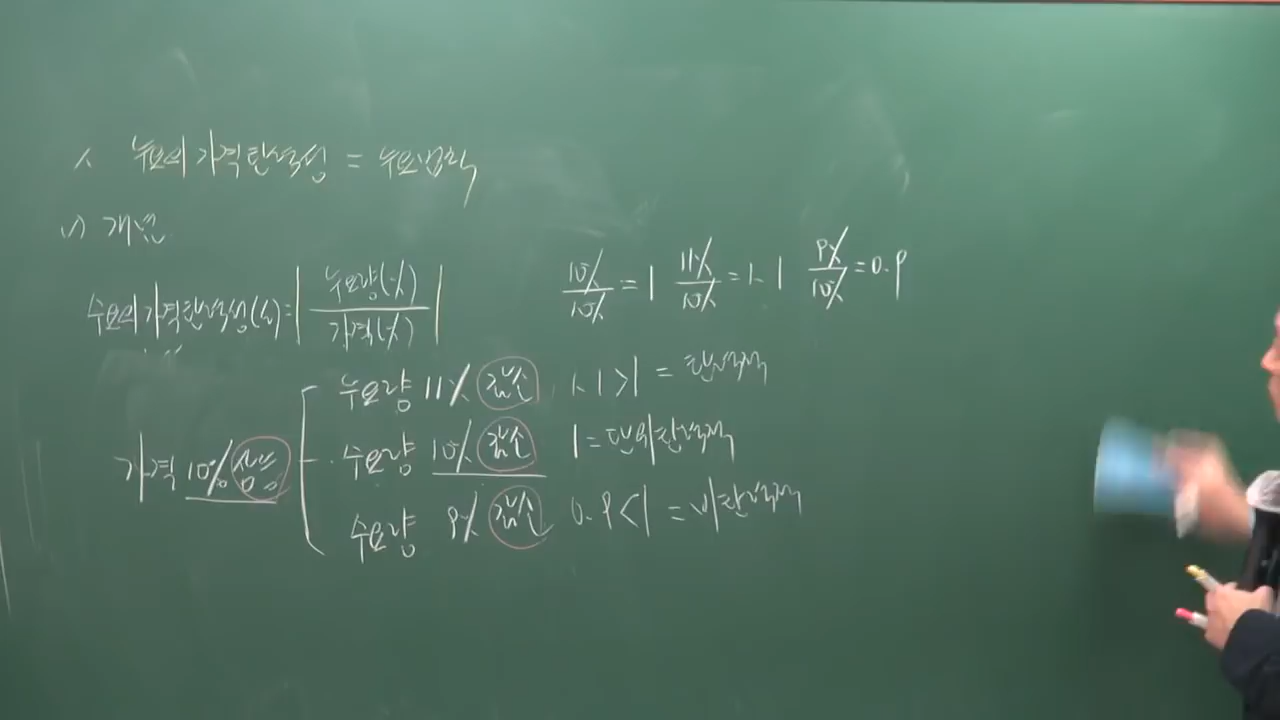 1. 수요의 가격탄력성 = 수요법칙
1) 개념
수요의 가격탄력성(ε) = | 수요량(%) / 가격(%) |
10%/10% = 1 11%/10% = 1.1 9%/10% = 0.9
수요량 11% 감소 1.1 > 1 = 탄력적
가격 10% 상승 수요량 10% 감소 1 = 단위탄력적
수요량 9% 감소 0.9 < 1 = 비탄력적